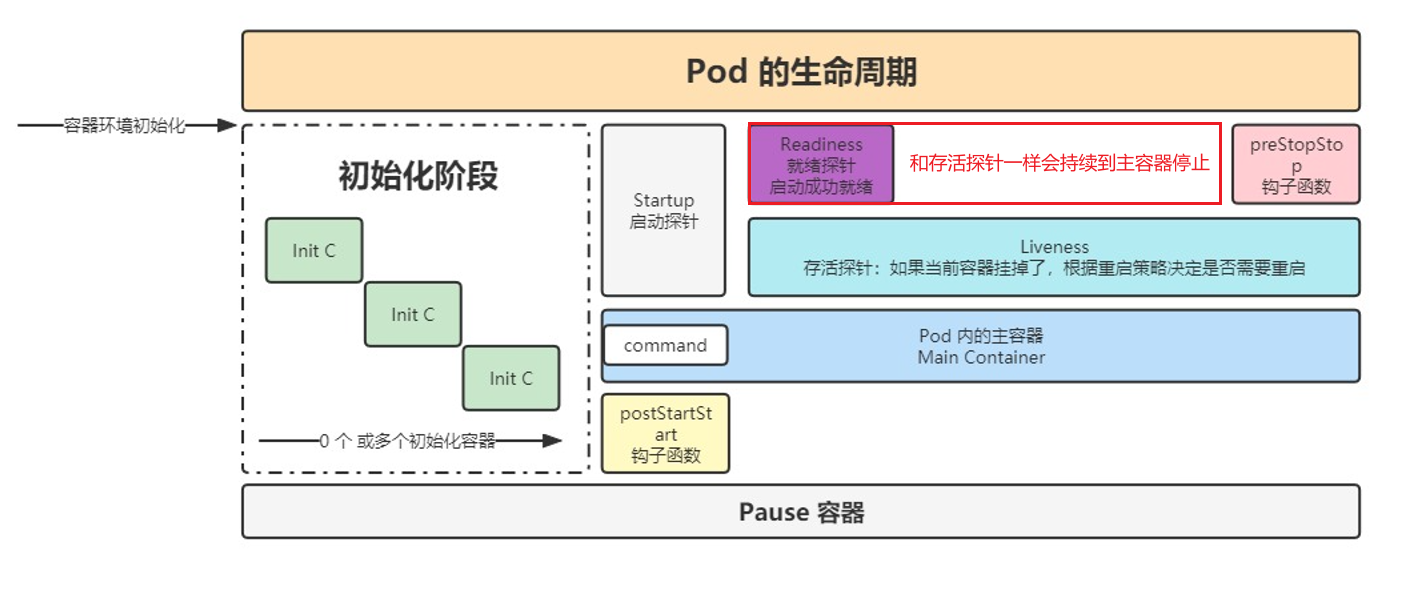 Pod 的生命周期
容器环境初始化
初始化阶段
Init C
Init C
Init C
0 个 或多个初始化容器
Startup
启动探针
Readiness
就绪探针
启动成功就绪
和存活探针一样会持续到主容器停止
preStopSto
p
钩子函数
Liveness
存活探针：如果当前容器挂掉了，根据重启策略决定是否需要重启
command
Pod 内的主容器
Main Container
postStartSt
art
钩子函数
Pause 容器